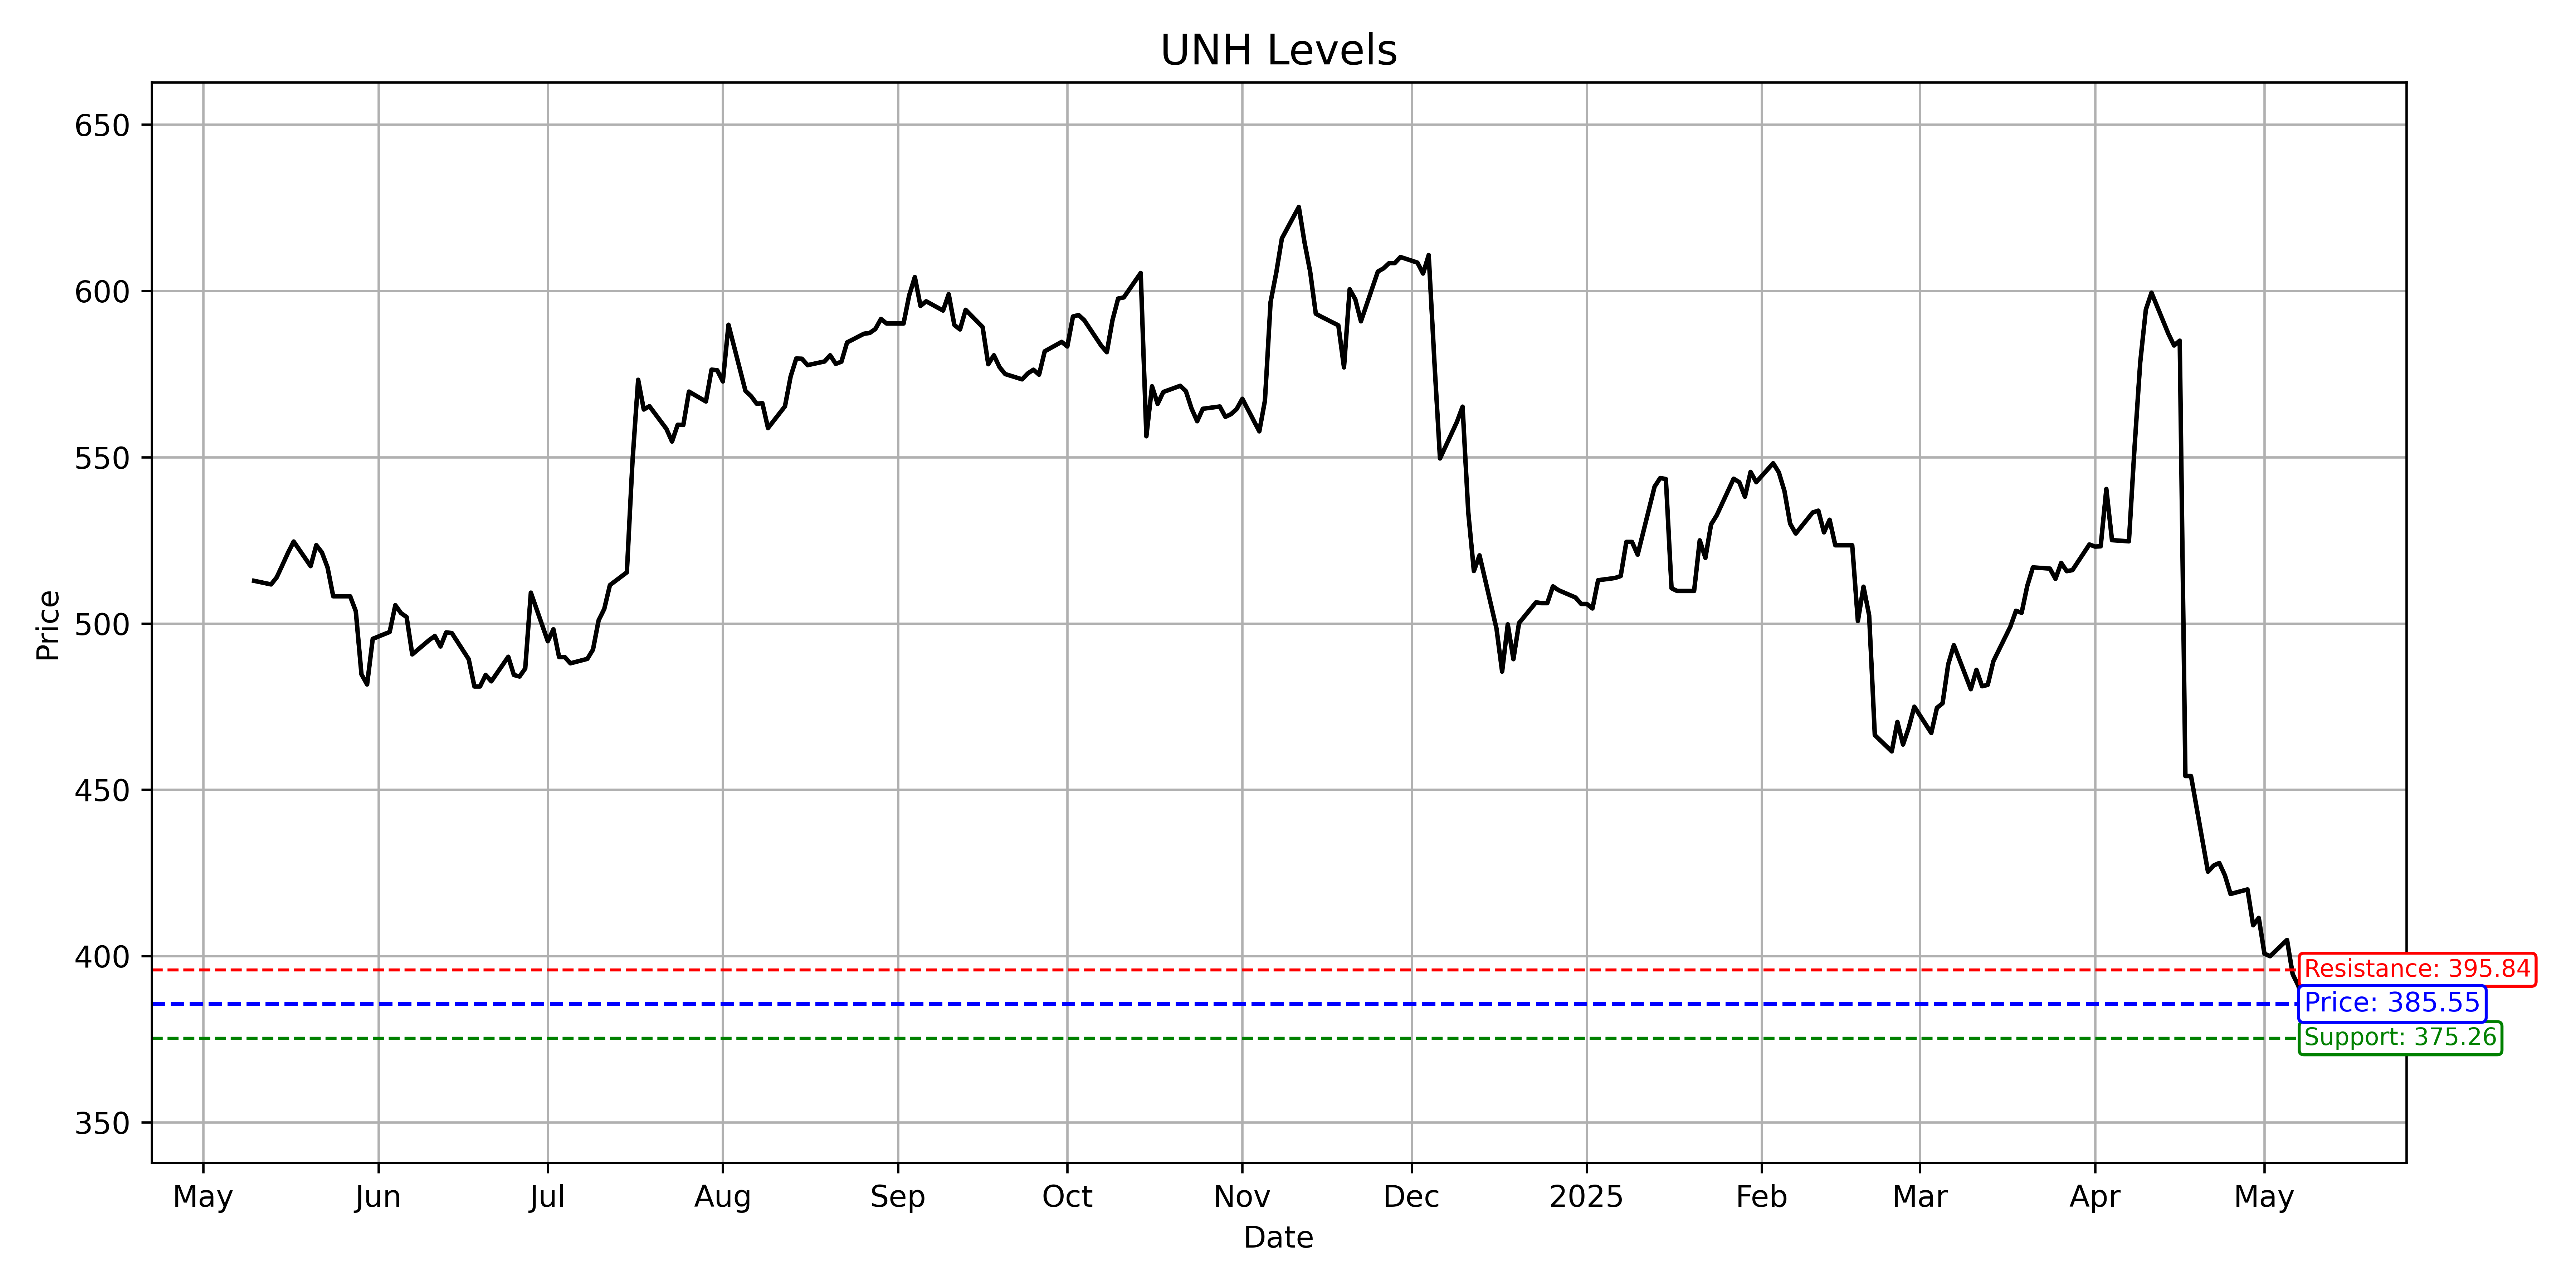 UNH Levels
Price
650
600
550
500
450
400
350
Resistance: 395.84
Price: 385.55
Support: 375.26
May Jun Jul Aug Sep Oct Nov Dec 2025 Feb Mar Apr May
Date